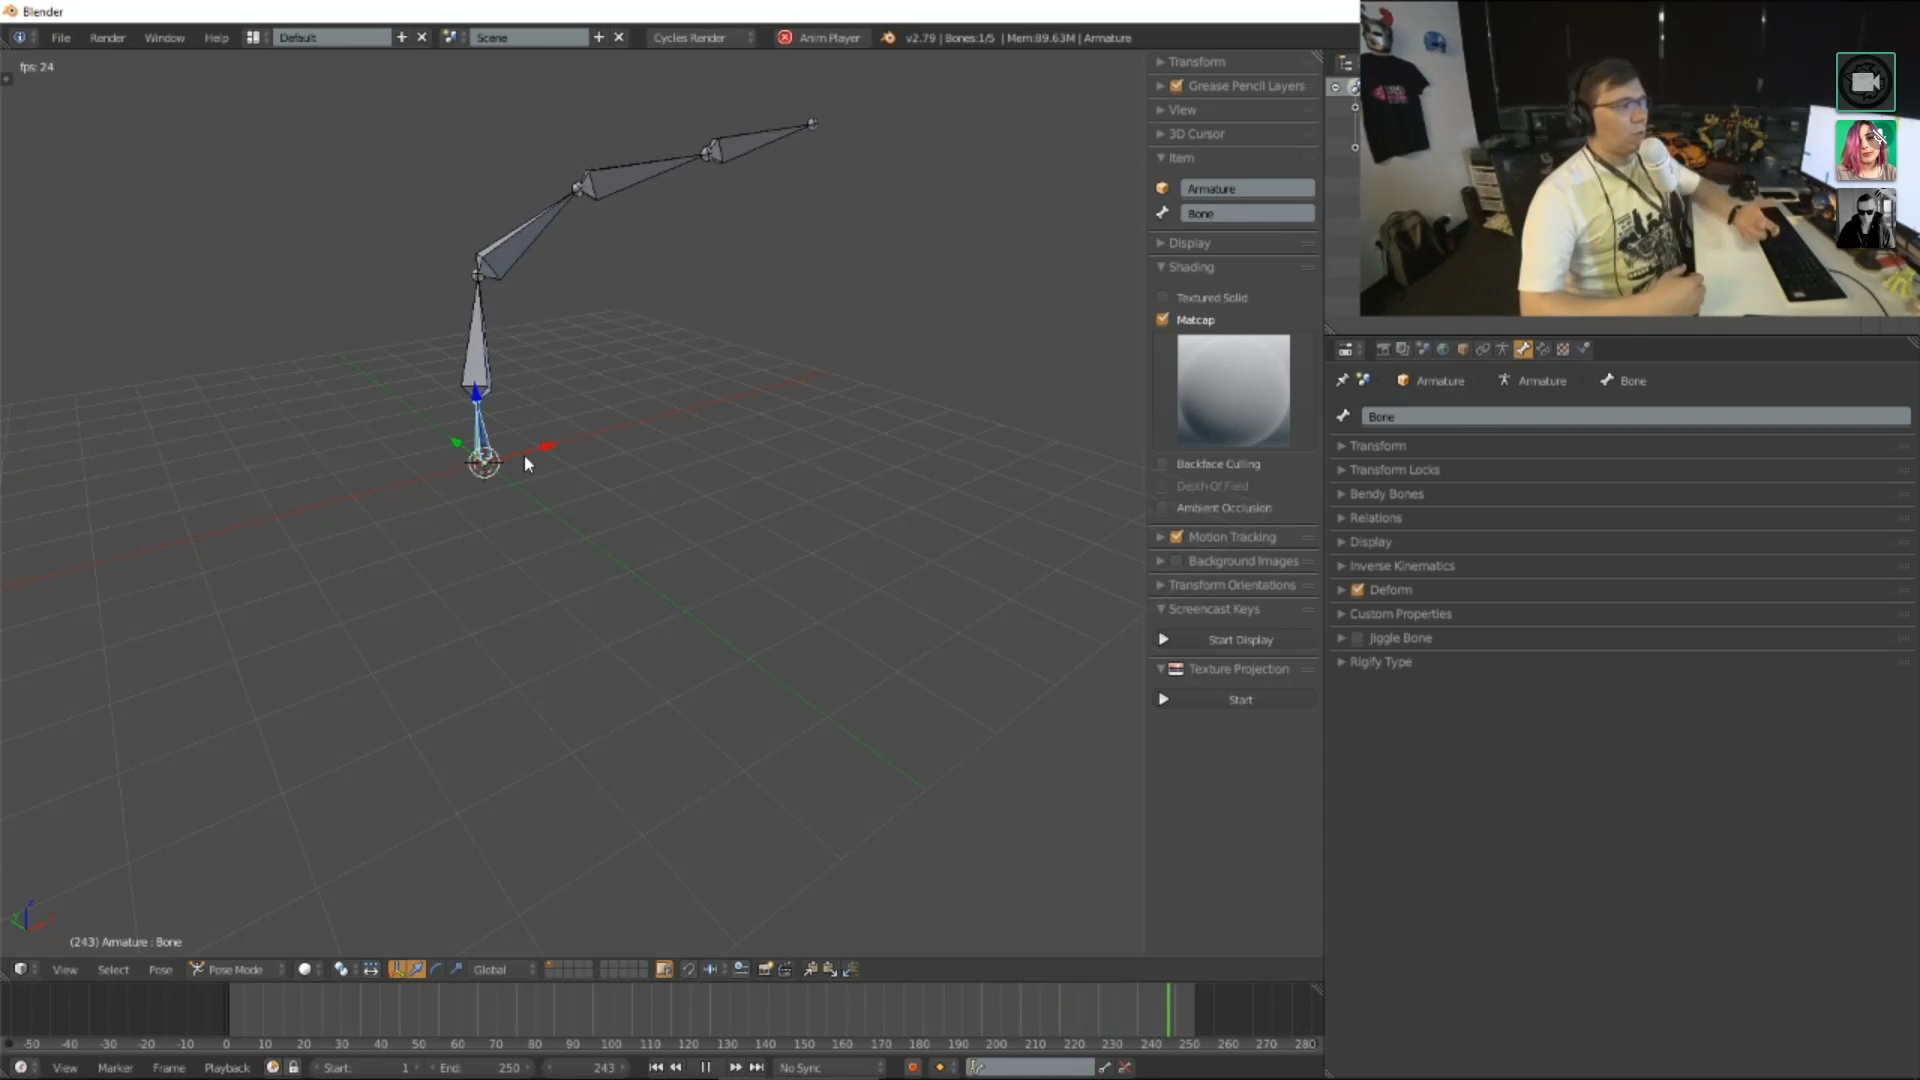 Blender
File Render Window Help Default Scene Cycles Render Anim Player v2.79 | Bones:1/5 | Mem:89.63M | Armature
fps: 24
Transform
Grease Pencil Layers
View
3D Cursor
Item
Armature
Bone
Display
Shading
Textured Solid
Matcap
Backface Culling
Depth Of Field
Ambient Occlusion
Motion Tracking
Background Images
Transform Orientations
Screencast Keys
Start Display
Texture Projection
Start
Armature Armature Bone
Bone
Transform
Transform Locks
Bendy Bones
Relations
Display
Inverse Kinematics
Deform
Custom Properties
Jiggle Bone
Rigify Type
(243) Armature : Bone
View Select Pose Pose Mode Global
-50 -40 -30 -20 -10 0 10 20 30 40 50 60 70 80 90 100 110 120 130 140 150 160 170 180 190 200 210 220 230 240 250 260 270 280
View Marker Frame Playback Start: 1 End: 250 243 No Sync